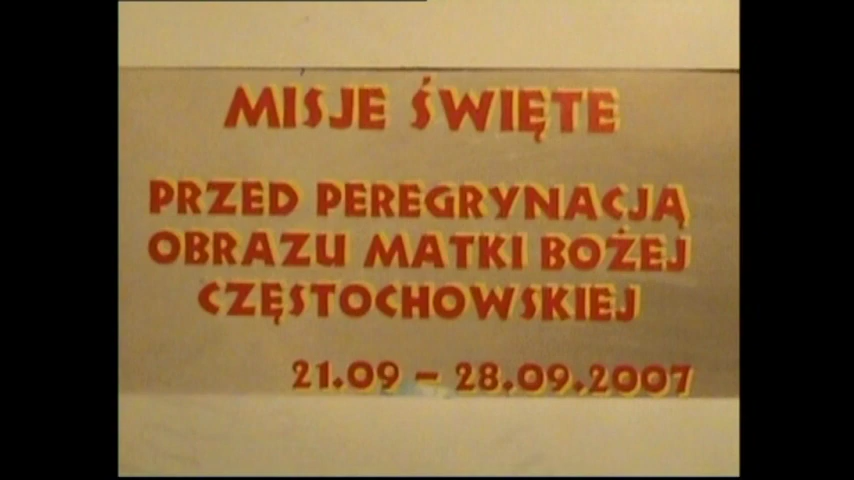 MISJE ŚWIĘTE
PRZED PEREGRYNACJĄ
OBRAZU MATKI BOŻEJ
CZĘSTOCHOWSKIEJ
21.09 – 28.09.2007